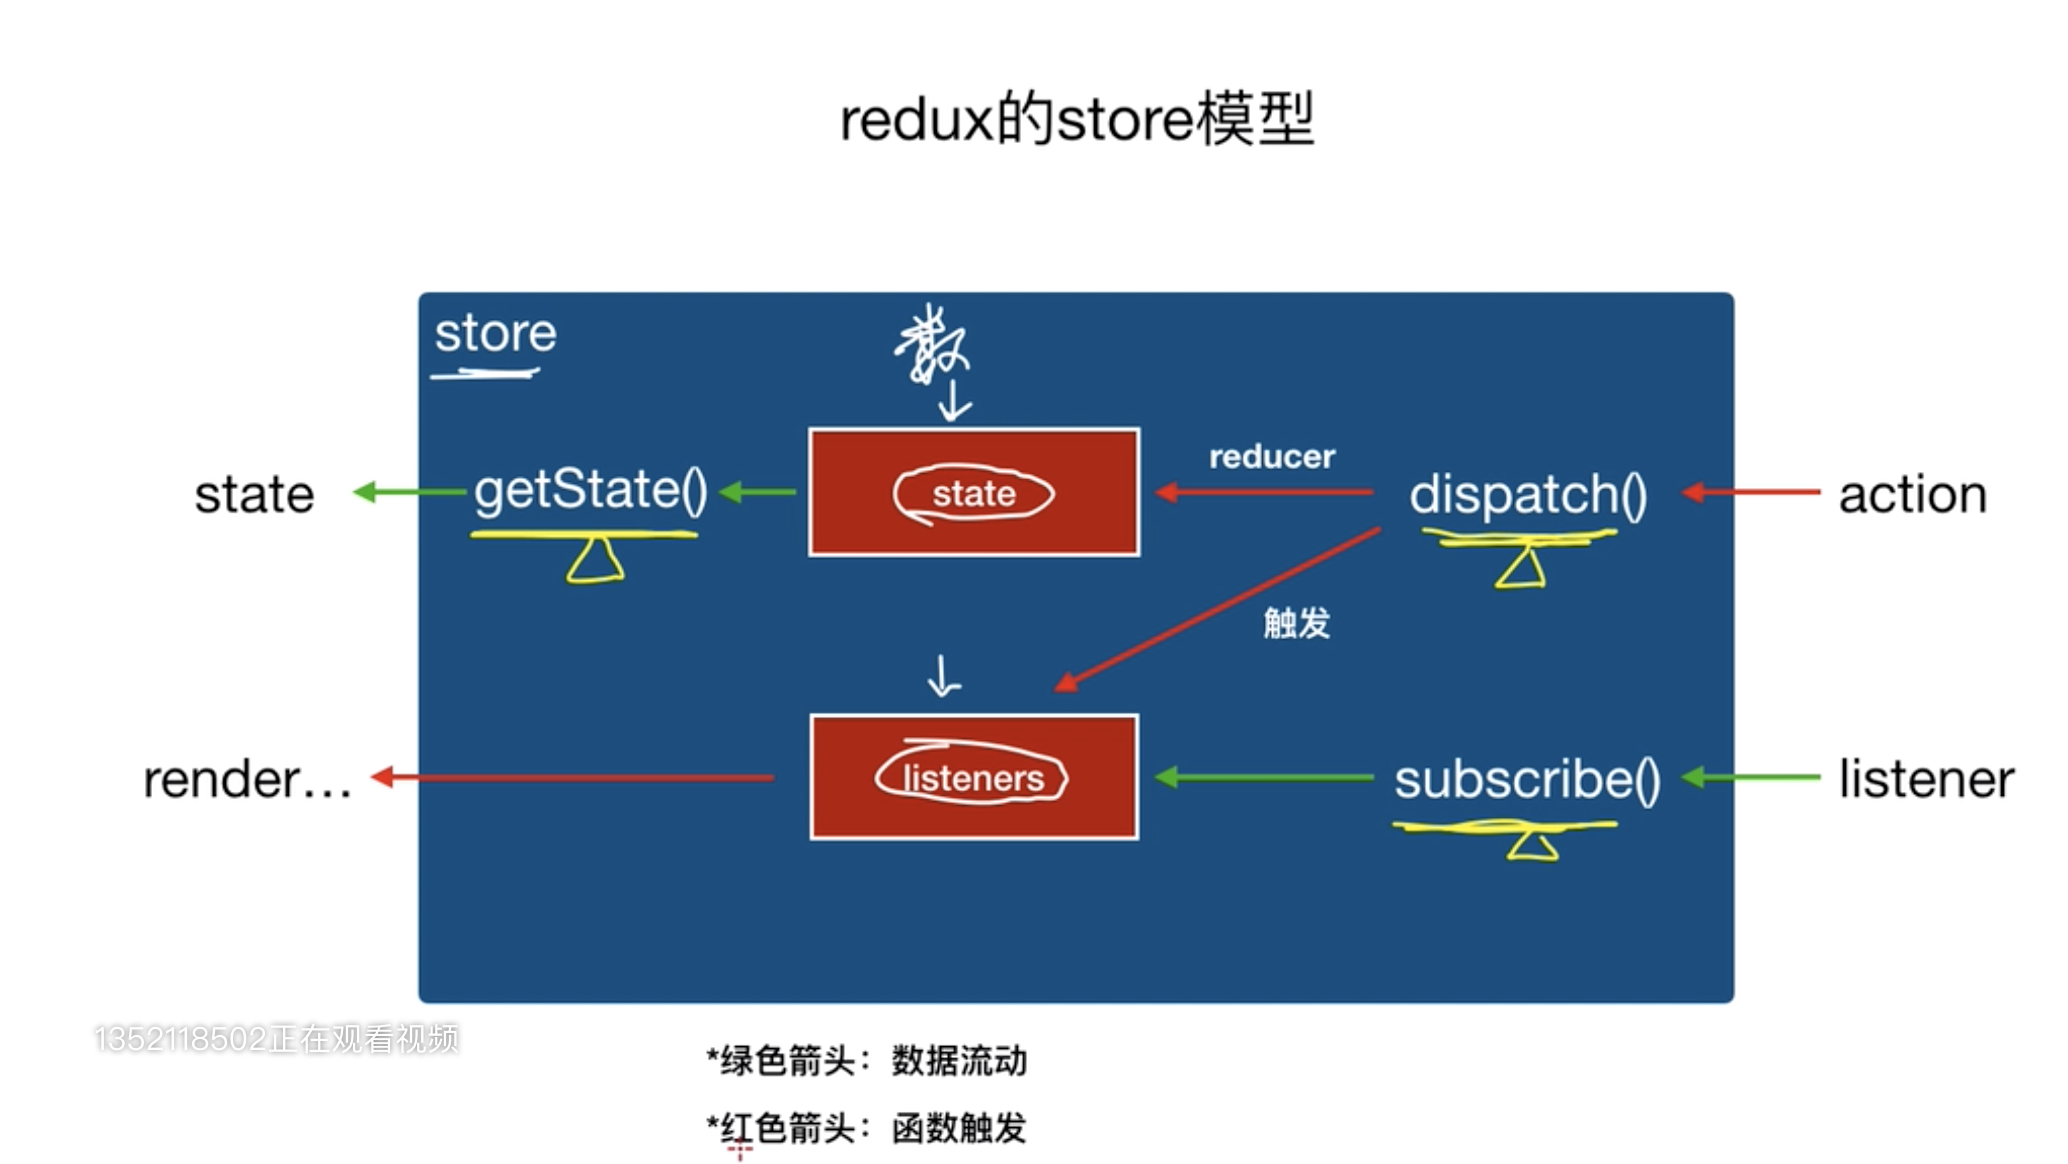 redux的store模型
store
数
state
getState()
state
reducer
dispatch()
action
触发
render...
listeners
subscribe()
listener
1352118502正在观看视频
*绿色箭头：数据流动
*红色箭头：函数触发